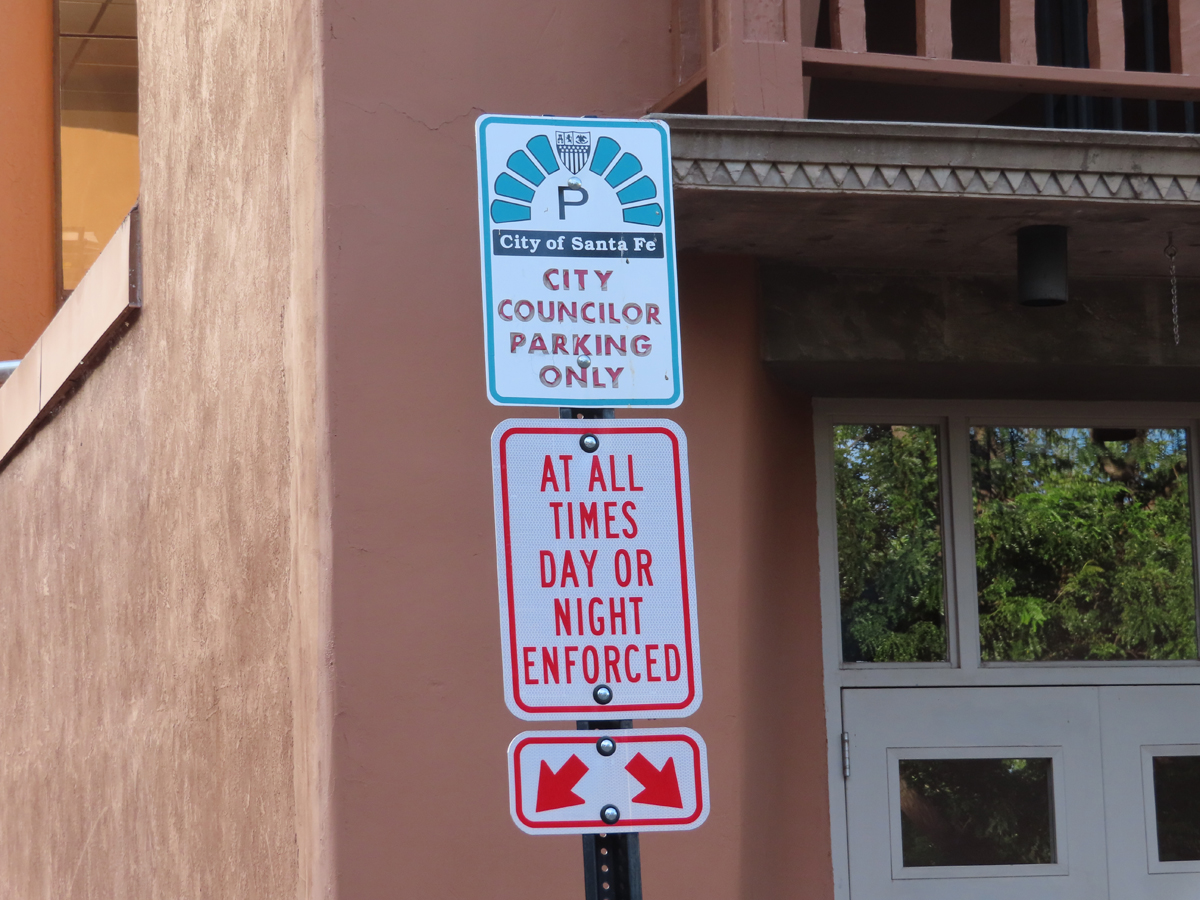 P
City of Santa Fe
CITY
COUNCILOR
PARKING
ONLY
AT ALL
TIMES
DAY OR
NIGHT
ENFORCED